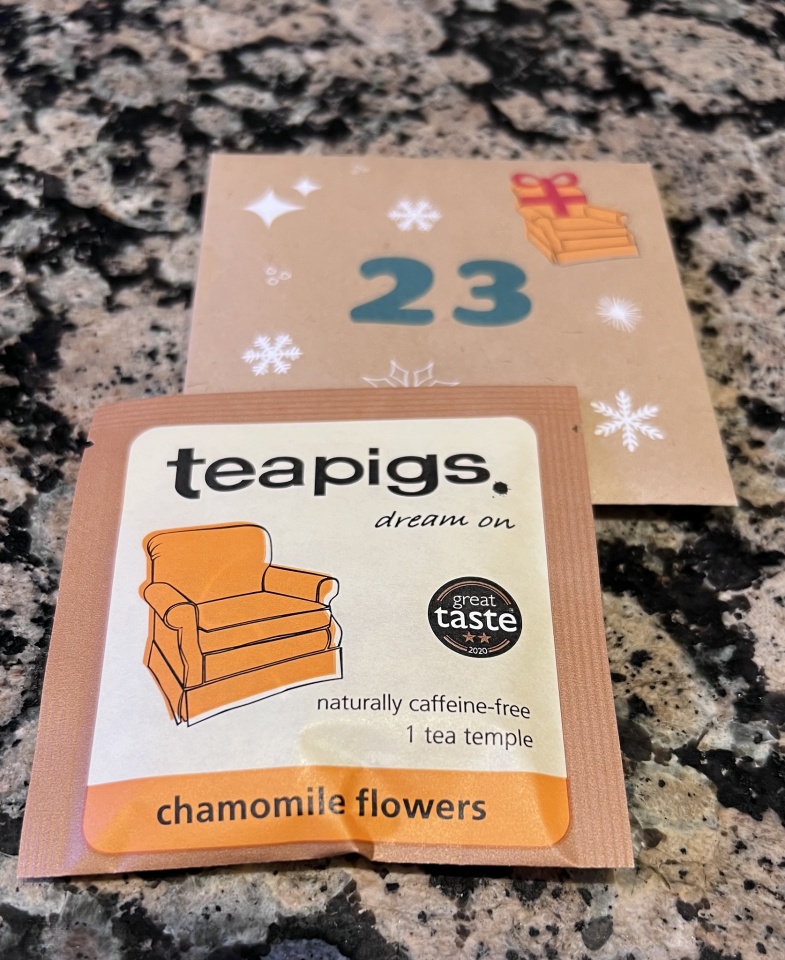 23
teapigs.
dream on
great
taste
2020
naturally caffeine-free
1 tea temple
chamomile flowers